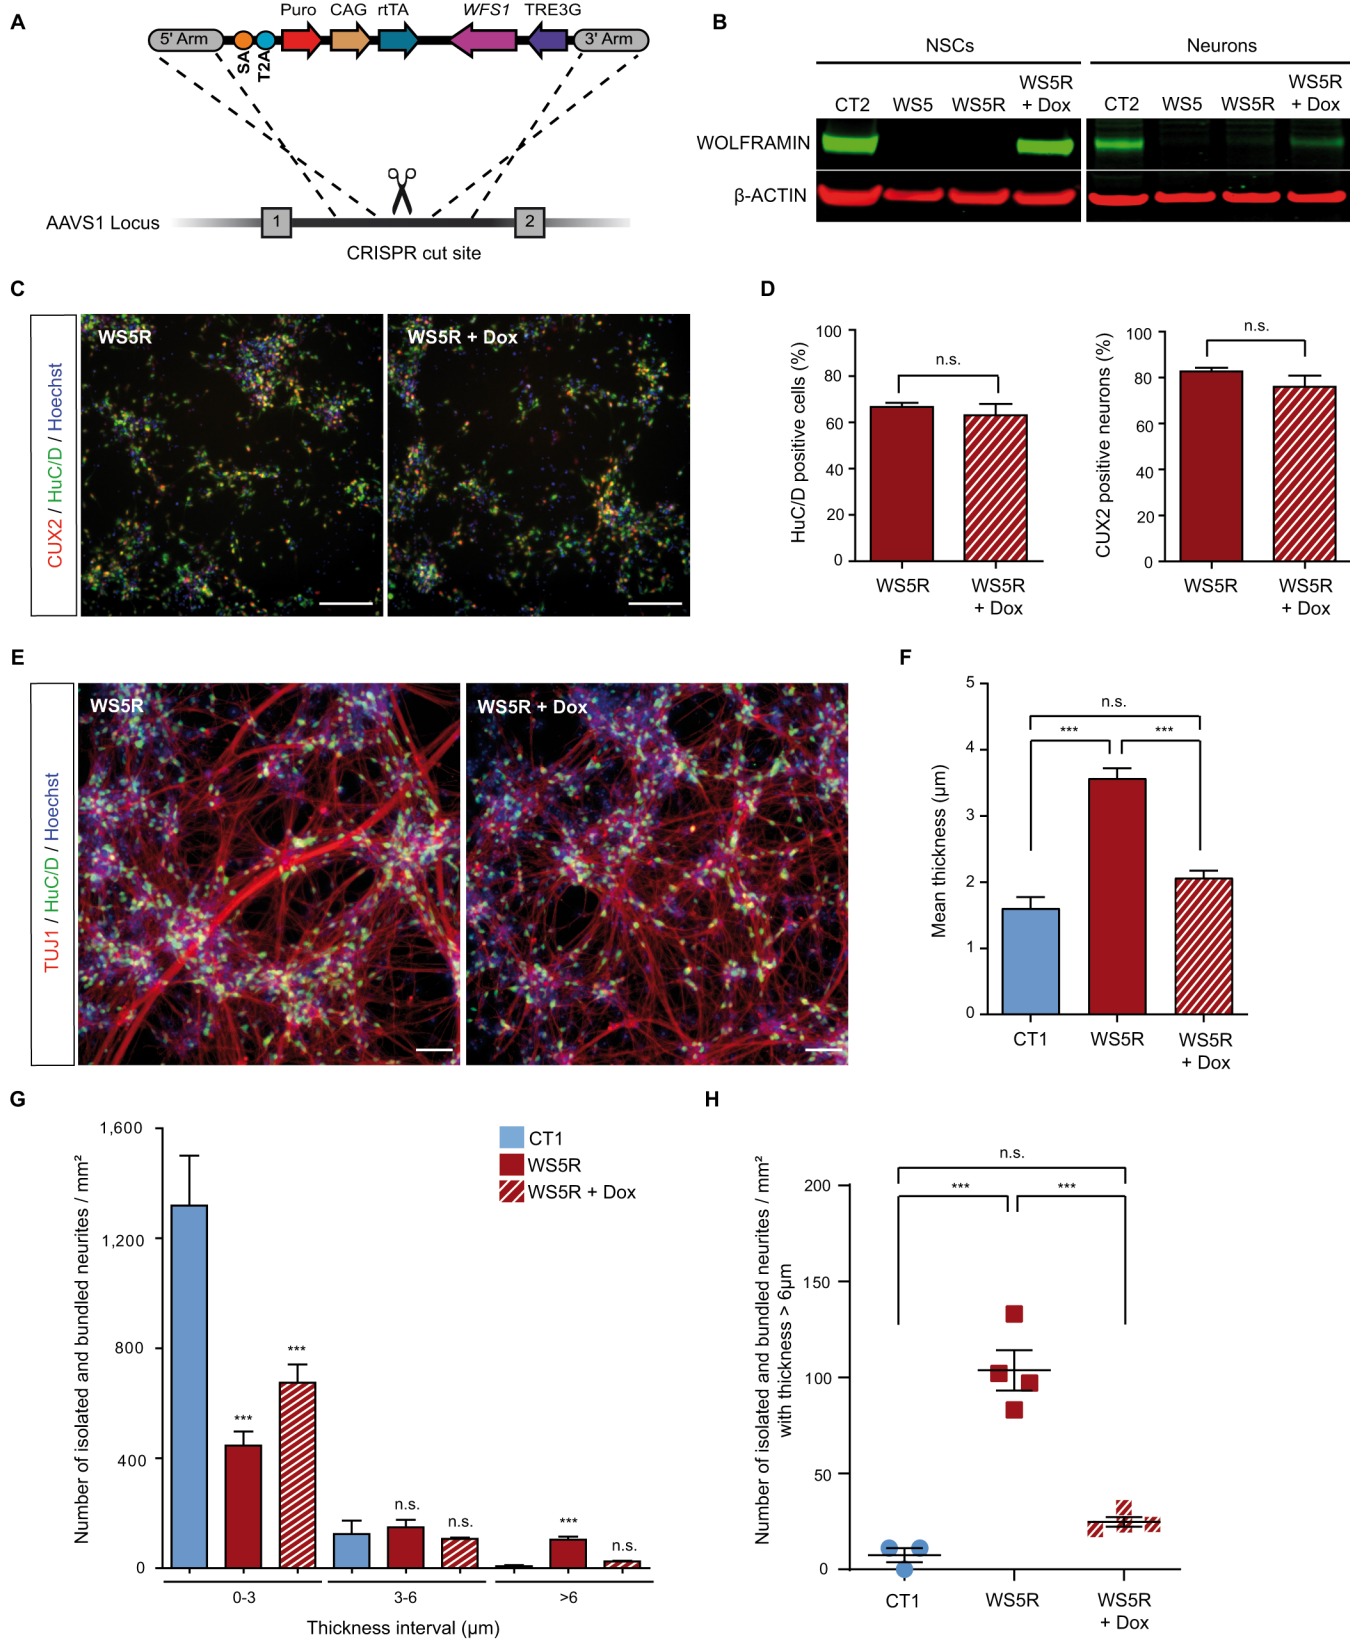 A
Puro CAG rtTA WFS1 TRE3G
5' Arm
SA
T2A
3' Arm
AAVS1 Locus
1
2
CRISPR cut site
B
NSCs
Neurons
CT2 WS5 WS5R WS5R + Dox
CT2 WS5 WS5R WS5R + Dox
WOLFRAMIN
β-ACTIN
C
CUX2 / HuC/D / Hoechst
WS5R
WS5R + Dox
D
HuC/D positive cells (%)
100
80
60
40
20
0
n.s.
WS5R
WS5R
+ Dox
CUX2 positive neurons (%)
100
80
60
40
20
0
n.s.
WS5R
WS5R
+ Dox
E
TUJ1 / HuC/D / Hoechst
WS5R
WS5R + Dox
F
Mean thickness (μm)
5
4
3
2
1
0
n.s.
*** ***
CT1
WS5R
WS5R
+ Dox
G
Number of isolated and bundled neurites / mm²
1,600
1,200
800
400
0
CT1
WS5R
WS5R + Dox
***
***
n.s.
n.s.
***
n.s.
0-3
3-6
>6
Thickness interval (μm)
H
Number of isolated and bundled neurites / mm²
with thickness > 6μm
200
150
100
50
0
n.s.
*** ***
CT1
WS5R
WS5R
+ Dox